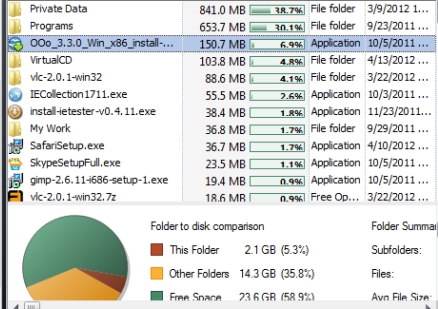 Private Data 841.0 MB 38.7% File folder 3/9/2012 1...
Programs 653.7 MB 30.1% File folder 9/23/2011 ...
OOo_3.3.0_Win_x86_install-... 150.7 MB 6.9% Application 10/5/2011 ...
VirtualCD 103.8 MB 4.8% File folder 4/13/2012 ...
vlc-2.0.1-win32 88.6 MB 4.1% File folder 3/22/2012 ...
IECollection1711.exe 55.5 MB 2.6% Application 10/3/2011 ...
install-ietester-v0.4.11.exe 38.4 MB 1.8% Application 11/23/2011...
My Work 36.8 MB 1.7% File folder 9/29/2011 ...
SafariSetup.exe 36.7 MB 1.7% Application 4/10/2012 ...
SkypeSetupFull.exe 23.5 MB 1.1% Application 10/5/2011 ...
gimp-2.6.11-i686-setup-1.exe 19.4 MB 0.9% Application 10/5/2011 ...
vlc-2.0.1-win32.7z 18.6 MB 0.9% Free Op... 3/22/2012 ...
Folder to disk comparison Folder Summa
This Folder 2.1 GB (5.3%) Subfolders:
Other Folders 14.3 GB (35.8%) Files:
Free Space 23.6 GB (58.9%) Avg File Size: